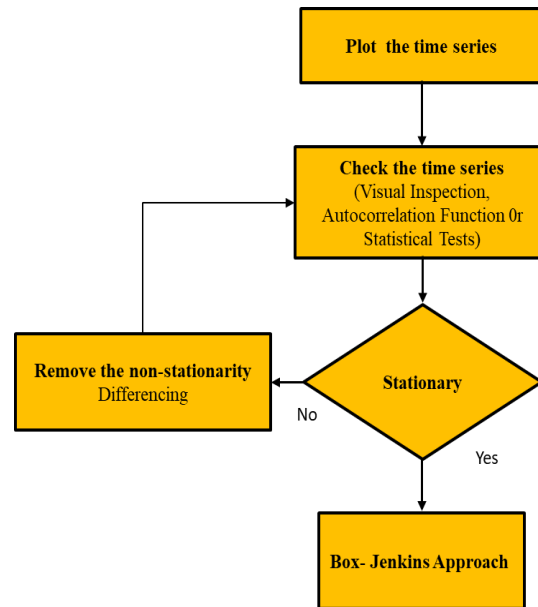 Plot the time series
Check the time series
(Visual Inspection,
Autocorrelation Function 0r
Statistical Tests)
Remove the non-stationarity
Differencing
Stationary
No
Yes
Box- Jenkins Approach